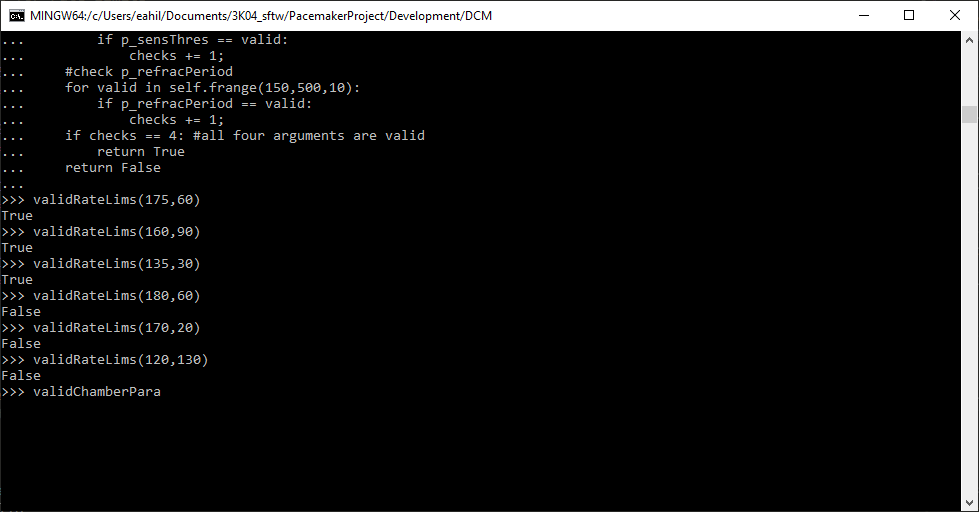 MINGW64:/c/Users/eahil/Documents/3K04_sftw/PacemakerProject/Development/DCM
...         if p_sensThres == valid:
...             checks += 1;
...     #check p_refracPeriod
...     for valid in self.frange(150,500,10):
...         if p_refracPeriod == valid:
...             checks += 1;
...     if checks == 4: #all four arguments are valid
...         return True
...     return False
...
>>> validRateLims(175,60)
True
>>> validRateLims(160,90)
True
>>> validRateLims(135,30)
True
>>> validRateLims(180,60)
False
>>> validRateLims(170,20)
False
>>> validRateLims(120,130)
False
>>> validChamberPara